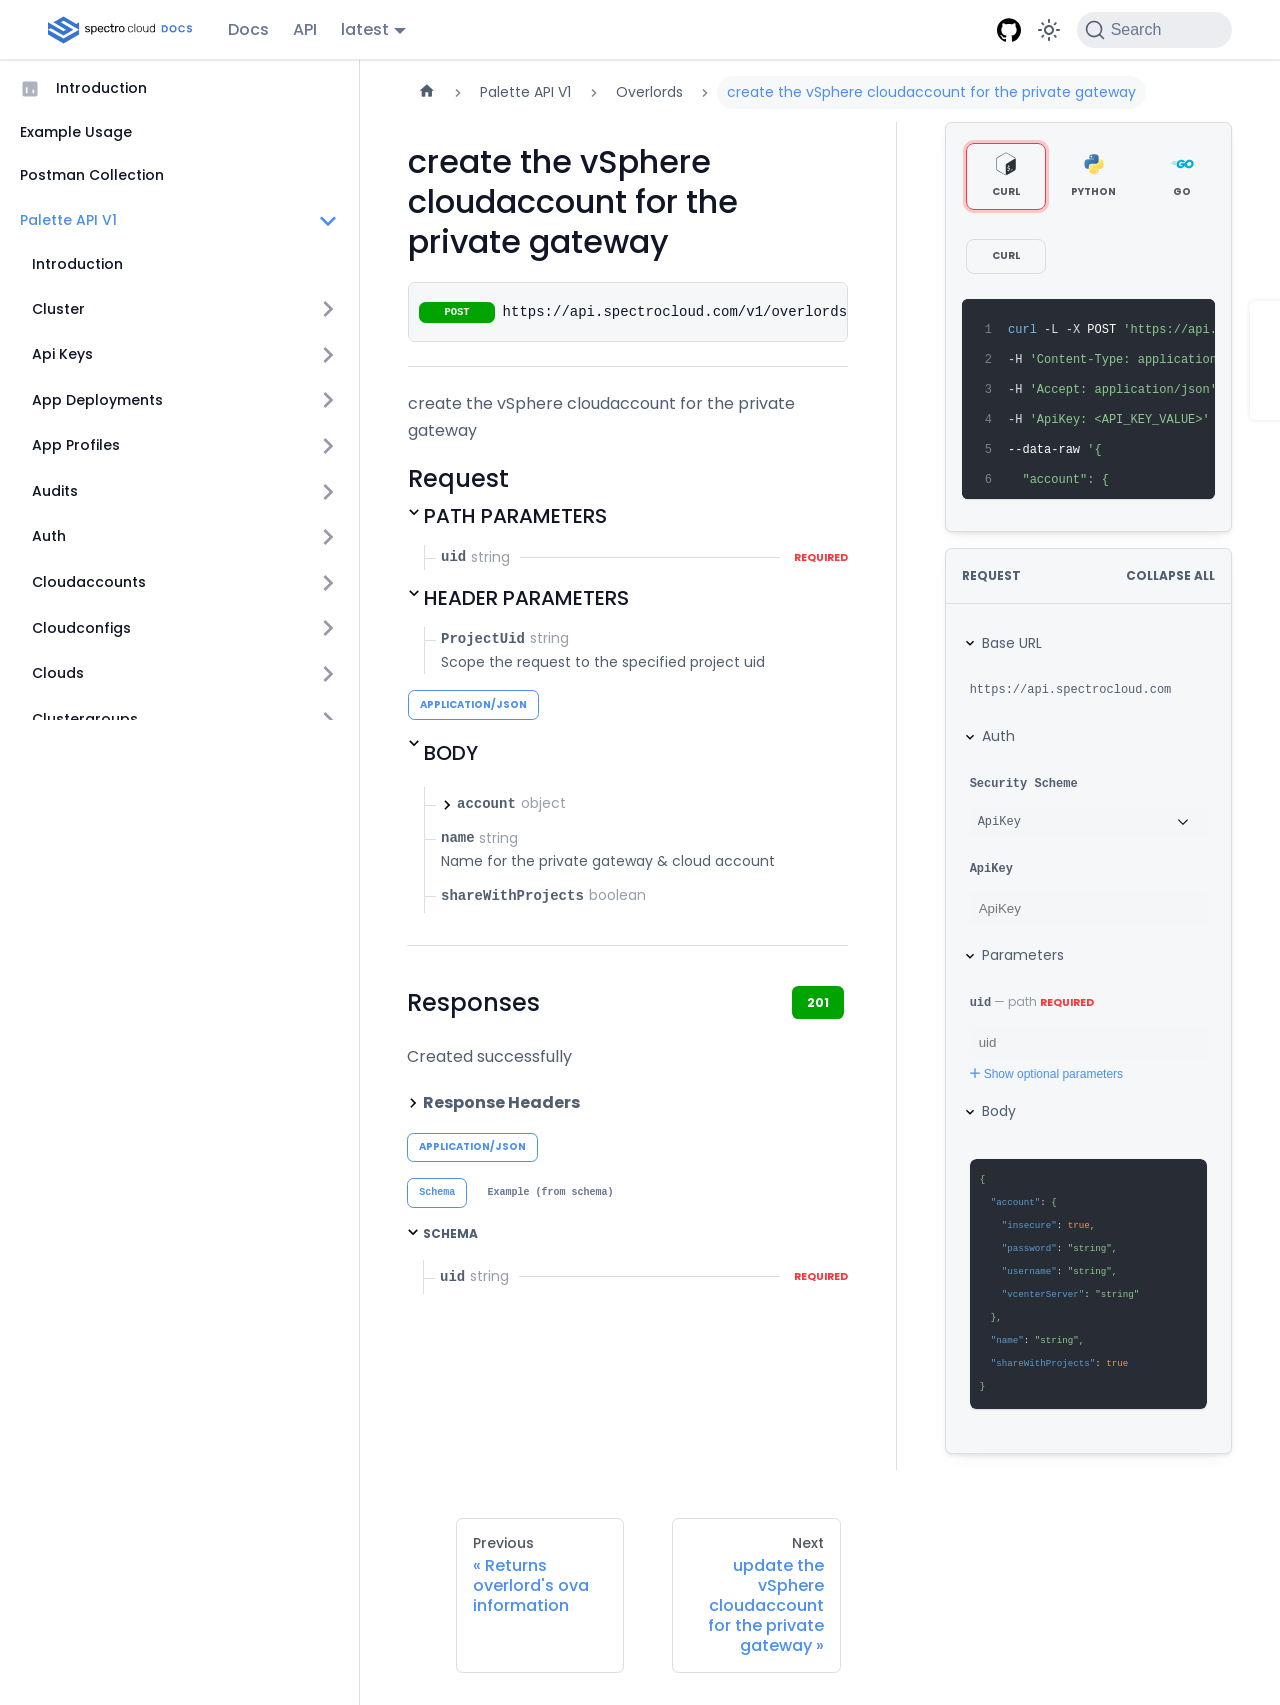 spectro cloud DOCS
Docs
API
latest
Search
Introduction
Example Usage
Postman Collection
Palette API V1
Introduction
Cluster
Api Keys
App Deployments
App Profiles
Audits
Auth
Cloudaccounts
Cloudconfigs
Clouds
Clustergroups
Palette API V1
Overlords
create the vSphere cloudaccount for the private gateway
create the vSphere
cloudaccount for the
private gateway
POST https://api.spectrocloud.com/v1/overlords
create the vSphere cloudaccount for the private
gateway
Request
PATH PARAMETERS
uid string REQUIRED
HEADER PARAMETERS
ProjectUid string
Scope the request to the specified project uid
APPLICATION/JSON
BODY
account object
name string
Name for the private gateway & cloud account
shareWithProjects boolean
Responses
201
Created successfully
Response Headers
APPLICATION/JSON
Schema Example (from schema)
SCHEMA
uid string REQUIRED
CURL PYTHON GO
CURL
1 curl -L -X POST 'https://api.
2 -H 'Content-Type: application
3 -H 'Accept: application/json'
4 -H 'ApiKey: <API_KEY_VALUE>'
5 --data-raw '{
6 "account": {
REQUEST COLLAPSE ALL
Base URL
https://api.spectrocloud.com
Auth
Security Scheme
ApiKey
ApiKey
ApiKey
Parameters
uid — path REQUIRED
uid
Show optional parameters
Body
{
"account": {
"insecure": true,
"password": "string",
"username": "string",
"vcenterServer": "string"
},
"name": "string",
"shareWithProjects": true
}
Previous
« Returns
overlord's ova
information
Next
update the
vSphere
cloudaccount
for the private
gateway »